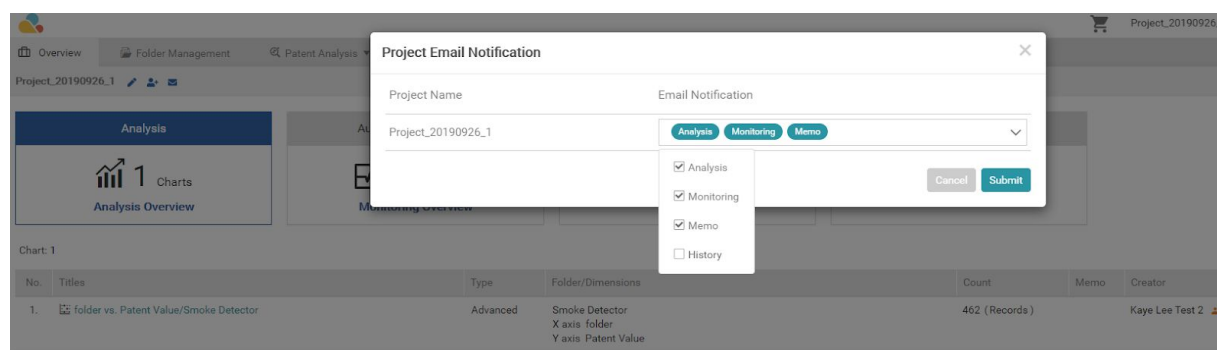 Project_20190926
Overview
Folder Management
Patent Analysis
Project_20190926_1
Project Email Notification
Project Name
Email Notification
Project_20190926_1
Analysis Monitoring Memo
Analysis
Monitoring
Memo
History
Cancel Submit
Analysis
Au
1 Charts
Analysis Overview
Monitoring Overview
Chart: 1
No. Titles Type Folder/Dimensions Count Memo Creator
1. folder vs. Patent Value/Smoke Detector Advanced Smoke Detector 462 (Records) Kaye Lee Test 2
X axis folder
Y axis Patent Value